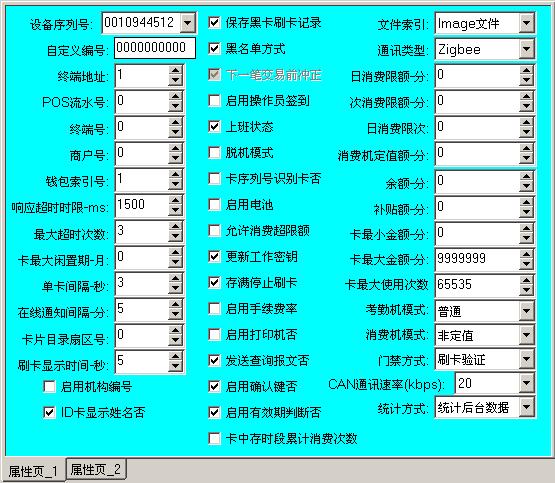 设备序列号: 0010944512
自定义编号: 0000000000
终端地址: 1
POS流水号: 0
终端号: 0
商户号: 0
钱包索引号: 1
响应超时时限-ms: 1500
最大超时次数: 3
卡最大闲置期-月: 0
单卡间隔-秒: 3
在线通知间隔-分: 5
卡片目录扇区号: 0
刷卡显示时间-秒: 5
启用机构编号
ID卡显示姓名否
保存黑卡刷卡记录
黑名单方式
下一笔交易前冲正
启用操作员签到
上班状态
脱机模式
卡序列号识别卡否
启用电池
允许消费超限额
更新工作密钥
存满停止刷卡
启用手续费率
启用打印机否
发送查询报文否
启用确认键否
启用有效期判断否
卡中存时段累计消费次数
文件索引: Image文件
通讯类型: Zigbee
日消费限额-分: 0
次消费限额-分: 0
日消费限次: 0
消费机定值额-分: 0
余额-分: 0
补贴额-分: 0
卡最小金额-分: 0
卡最大金额-分: 9999999
卡最大使用次数 65535
考勤机模式: 普通
消费机模式: 非定值
门禁方式: 刷卡验证
CAN通讯速率(kbps): 20
统计方式: 统计后台数据
属性页_1 属性页_2